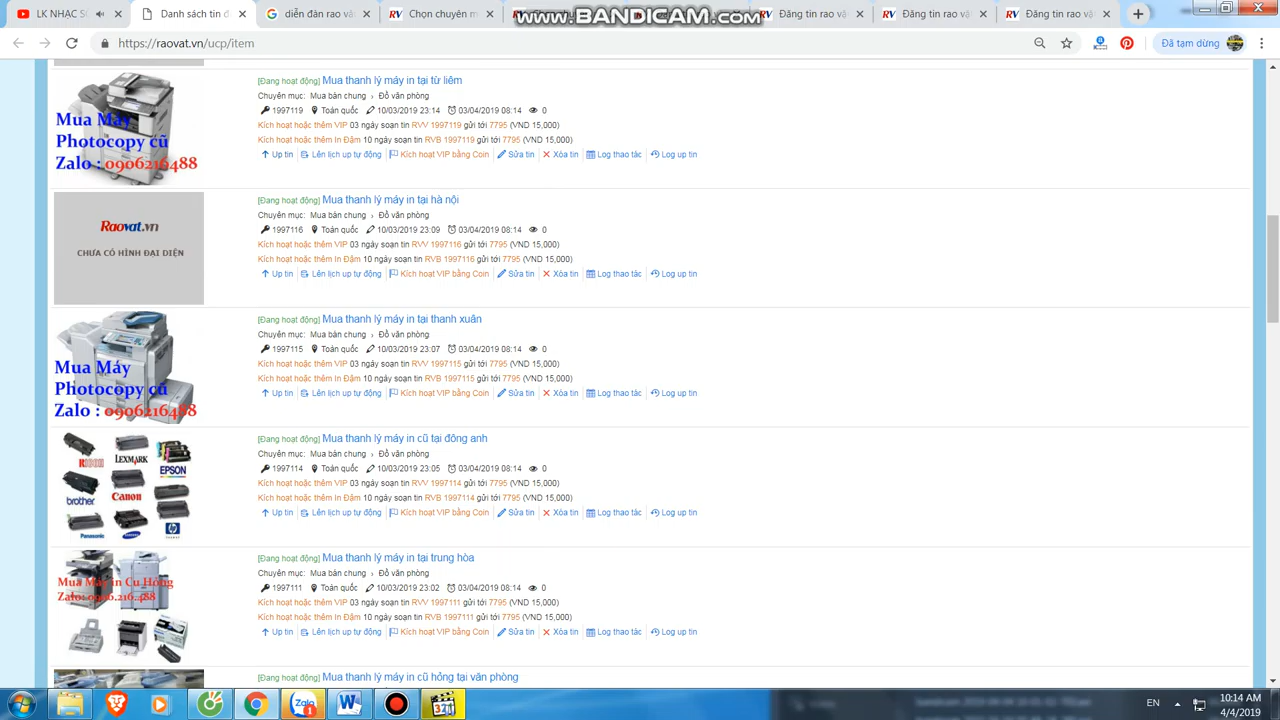 LK NHẠC S
Danh sách tin đ
diễn đàn rao vặt
Chọn chuyên m
Đăng tin rao vặ
Đăng tin rao vặ
Đăng tin rao vặ
www.BANDICAM.com
https://raovat.vn/ucp/item
Đã tạm dừng
[Đang hoạt động] Mua thanh lý máy in tại từ liêm
Chuyên mục: Mua bán chung › Đồ văn phòng
1997119 Toàn quốc 10/03/2019 23:14 03/04/2019 08:14 0
Kích hoạt hoặc thêm VIP 03 ngày soạn tin RVV 1997119 gửi tới 7795 (VND 15,000)
Kích hoạt hoặc thêm In Đậm 10 ngày soạn tin RVB 1997119 gửi tới 7795 (VND 15,000)
Up tin Lên lịch up tự động Kích hoạt VIP bằng Coin Sửa tin Xóa tin Log thao tác Log up tin
Mua Máy
Photocopy cũ
Zalo : 0906216488
[Đang hoạt động] Mua thanh lý máy in tại hà nội
Chuyên mục: Mua bán chung › Đồ văn phòng
1997116 Toàn quốc 10/03/2019 23:09 03/04/2019 08:14 0
Kích hoạt hoặc thêm VIP 03 ngày soạn tin RVV 1997116 gửi tới 7795 (VND 15,000)
Kích hoạt hoặc thêm In Đậm 10 ngày soạn tin RVB 1997116 gửi tới 7795 (VND 15,000)
Up tin Lên lịch up tự động Kích hoạt VIP bằng Coin Sửa tin Xóa tin Log thao tác Log up tin
Raovat.vn
CHƯA CÓ HÌNH ĐẠI DIỆN
[Đang hoạt động] Mua thanh lý máy in tại thanh xuân
Chuyên mục: Mua bán chung › Đồ văn phòng
1997115 Toàn quốc 10/03/2019 23:07 03/04/2019 08:14 0
Kích hoạt hoặc thêm VIP 03 ngày soạn tin RVV 1997115 gửi tới 7795 (VND 15,000)
Kích hoạt hoặc thêm In Đậm 10 ngày soạn tin RVB 1997115 gửi tới 7795 (VND 15,000)
Up tin Lên lịch up tự động Kích hoạt VIP bằng Coin Sửa tin Xóa tin Log thao tác Log up tin
Mua Máy
Photocopy cũ
Zalo : 0906216488
[Đang hoạt động] Mua thanh lý máy in cũ tại đông anh
Chuyên mục: Mua bán chung › Đồ văn phòng
1997114 Toàn quốc 10/03/2019 23:05 03/04/2019 08:14 0
Kích hoạt hoặc thêm VIP 03 ngày soạn tin RVV 1997114 gửi tới 7795 (VND 15,000)
Kích hoạt hoặc thêm In Đậm 10 ngày soạn tin RVB 1997114 gửi tới 7795 (VND 15,000)
Up tin Lên lịch up tự động Kích hoạt VIP bằng Coin Sửa tin Xóa tin Log thao tác Log up tin
LEXMARK EPSON
brother Canon
Panasonic SAMSUNG hp
[Đang hoạt động] Mua thanh lý máy in tại trung hòa
Chuyên mục: Mua bán chung › Đồ văn phòng
1997111 Toàn quốc 10/03/2019 23:02 03/04/2019 08:14 0
Kích hoạt hoặc thêm VIP 03 ngày soạn tin RVV 1997111 gửi tới 7795 (VND 15,000)
Kích hoạt hoặc thêm In Đậm 10 ngày soạn tin RVB 1997111 gửi tới 7795 (VND 15,000)
Up tin Lên lịch up tự động Kích hoạt VIP bằng Coin Sửa tin Xóa tin Log thao tác Log up tin
Mua Máy in Cu Hỏng
Zalo: 0906.216.488
[Đang hoạt động] Mua thanh lý máy in cũ hỏng tại văn phòng
EN
10:14 AM
4/4/2019